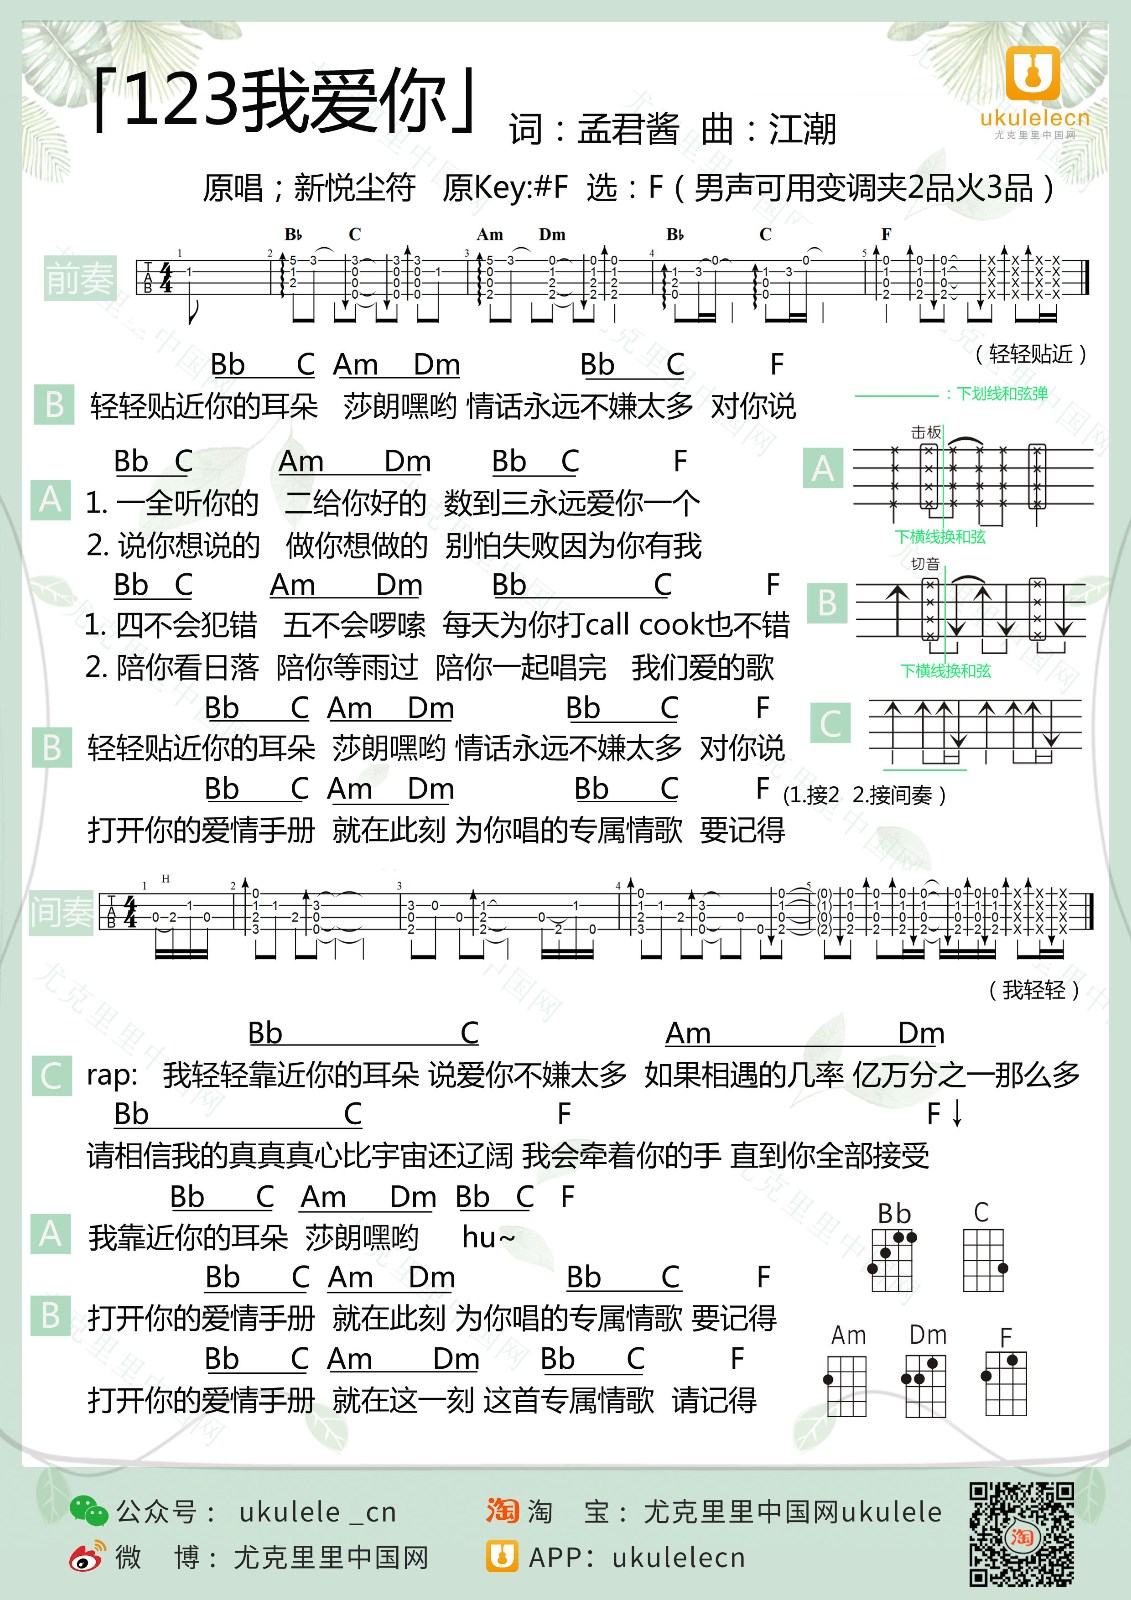 「123我爱你」
词：孟君酱 曲：江潮
ukulelecn
尤克里里中国网
原唱；新悦尘符 原Key:#F 选：F（男声可用变调夹2品火3品）
前奏
B♭ C Am Dm B♭ C F
（轻轻贴近）
Bb C Am Dm Bb C F
B 轻轻贴近你的耳朵 莎朗嘿哟 情话永远不嫌太多 对你说
：下划线和弦弹
Bb C Am Dm Bb C F
A 1. 一全听你的 二给你好的 数到三永远爱你一个
2. 说你想说的 做你想做的 别怕失败因为你有我
Bb C Am Dm Bb C F
1. 四不会犯错 五不会啰嗦 每天为你打call cook也不错
2. 陪你看日落 陪你等雨过 陪你一起唱完 我们爱的歌
A 击板
下横线换和弦
B 切音
下横线换和弦
C
Bb C Am Dm Bb C F
B 轻轻贴近你的耳朵 莎朗嘿哟 情话永远不嫌太多 对你说
Bb C Am Dm Bb C F (1.接2 2.接间奏）
打开你的爱情手册 就在此刻 为你唱的专属情歌 要记得
间奏
H
（我轻轻）
Bb C Am Dm
C rap: 我轻轻靠近你的耳朵 说爱你不嫌太多 如果相遇的几率 亿万分之一那么多
Bb C F F↓
请相信我的真真真心比宇宙还辽阔 我会牵着你的手 直到你全部接受
Bb C Am Dm Bb C F
A 我靠近你的耳朵 莎朗嘿哟 hu~
Bb C Am Dm Bb C F
B 打开你的爱情手册 就在此刻 为你唱的专属情歌 要记得
Bb C Am Dm Bb C F
打开你的爱情手册 就在这一刻 这首专属情歌 请记得
Bb C
Am Dm F
公众号： ukulele _cn
淘 淘 宝：尤克里里中国网ukulele
微 博：尤克里里中国网
APP：ukulelecn
淘